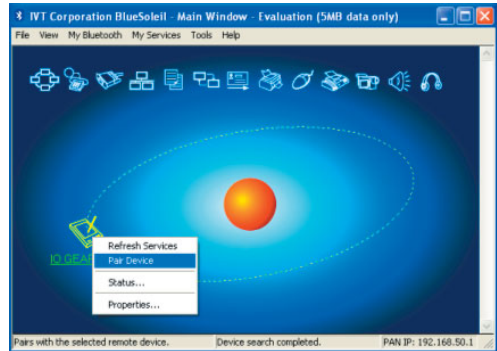 IVT Corporation BlueSoleil - Main Window - Evaluation (5MB data only)
File View My Bluetooth My Services Tools Help
IO GEAR
Refresh Services
Pair Device
Status...
Properties...
Pairs with the selected remote device. Device search completed. PAN IP: 192.168.50.1